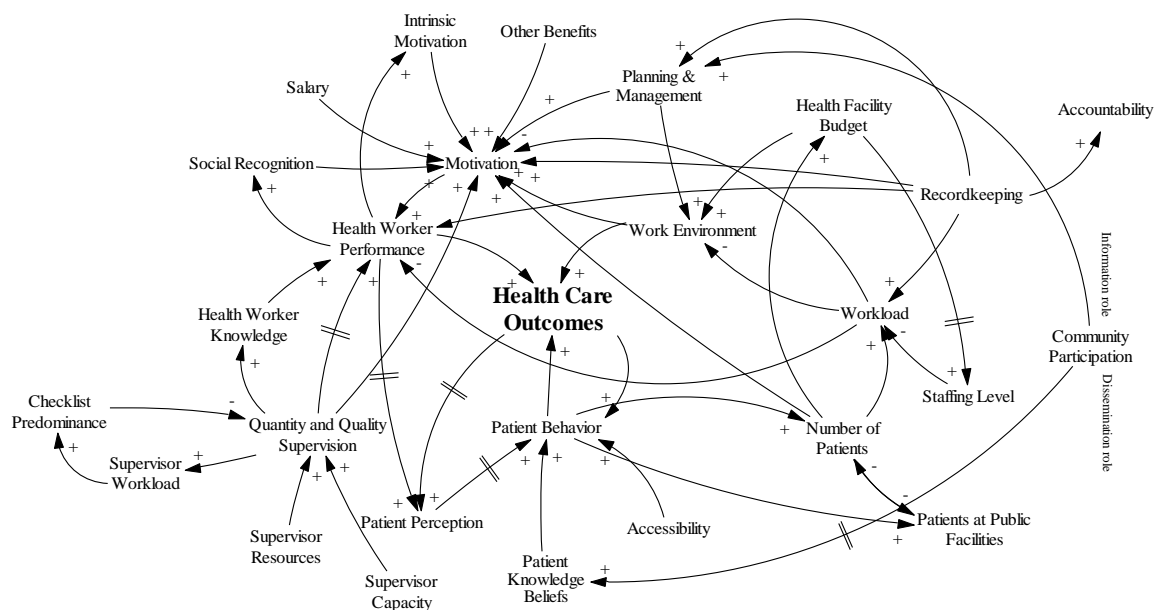 Intrinsic
Motivation
Other Benefits
Salary
Planning &
Management
Health Facility
Budget
Accountability
Social Recognition
Motivation
Recordkeeping
Health Worker
Performance
Work Environment
Information role
Health Care
Outcomes
Health Worker
Knowledge
Workload
Community
Participation
Dissemination role
Staffing Level
Checklist
Predominance
Quantity and Quality
Supervision
Patient Behavior
Number of
Patients
Supervisor
Workload
Patient Perception
Accessibility
Patients at Public
Facilities
Supervisor
Resources
Patient
Knowledge
Beliefs
Supervisor
Capacity